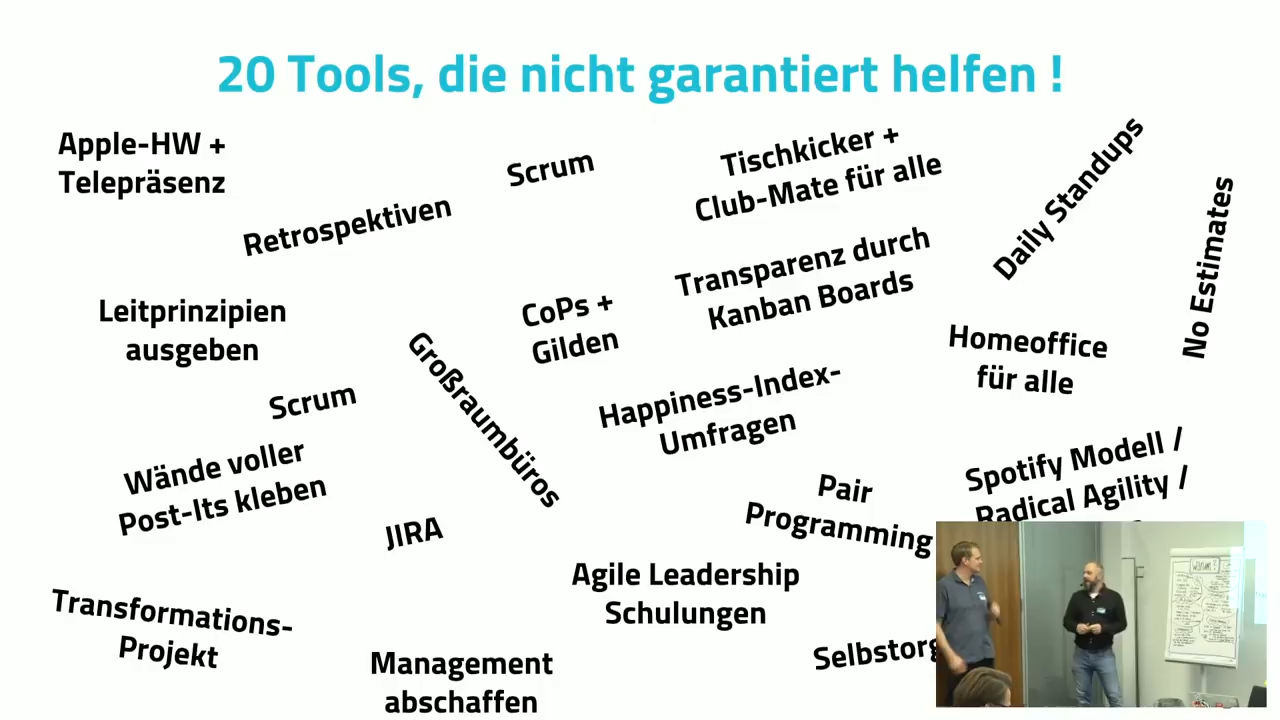 20 Tools, die nicht garantiert helfen !
Apple-HW +
Telepräsenz
Retrospektiven
Scrum
Tischkicker +
Club-Mate für alle
Daily Standups
No Estimates
Leitprinzipien
ausgeben
Großraumbüros
CoPs +
Gilden
Transparenz durch
Kanban Boards
Homeoffice
für alle
Scrum
Happiness-Index-
Umfragen
Wände voller
Post-Its kleben
JIRA
Pair
Programming
Spotify Modell /
Radical Agility /
Agile Leadership
Schulungen
Transformations-
Projekt
Management
abschaffen
Selbstorg